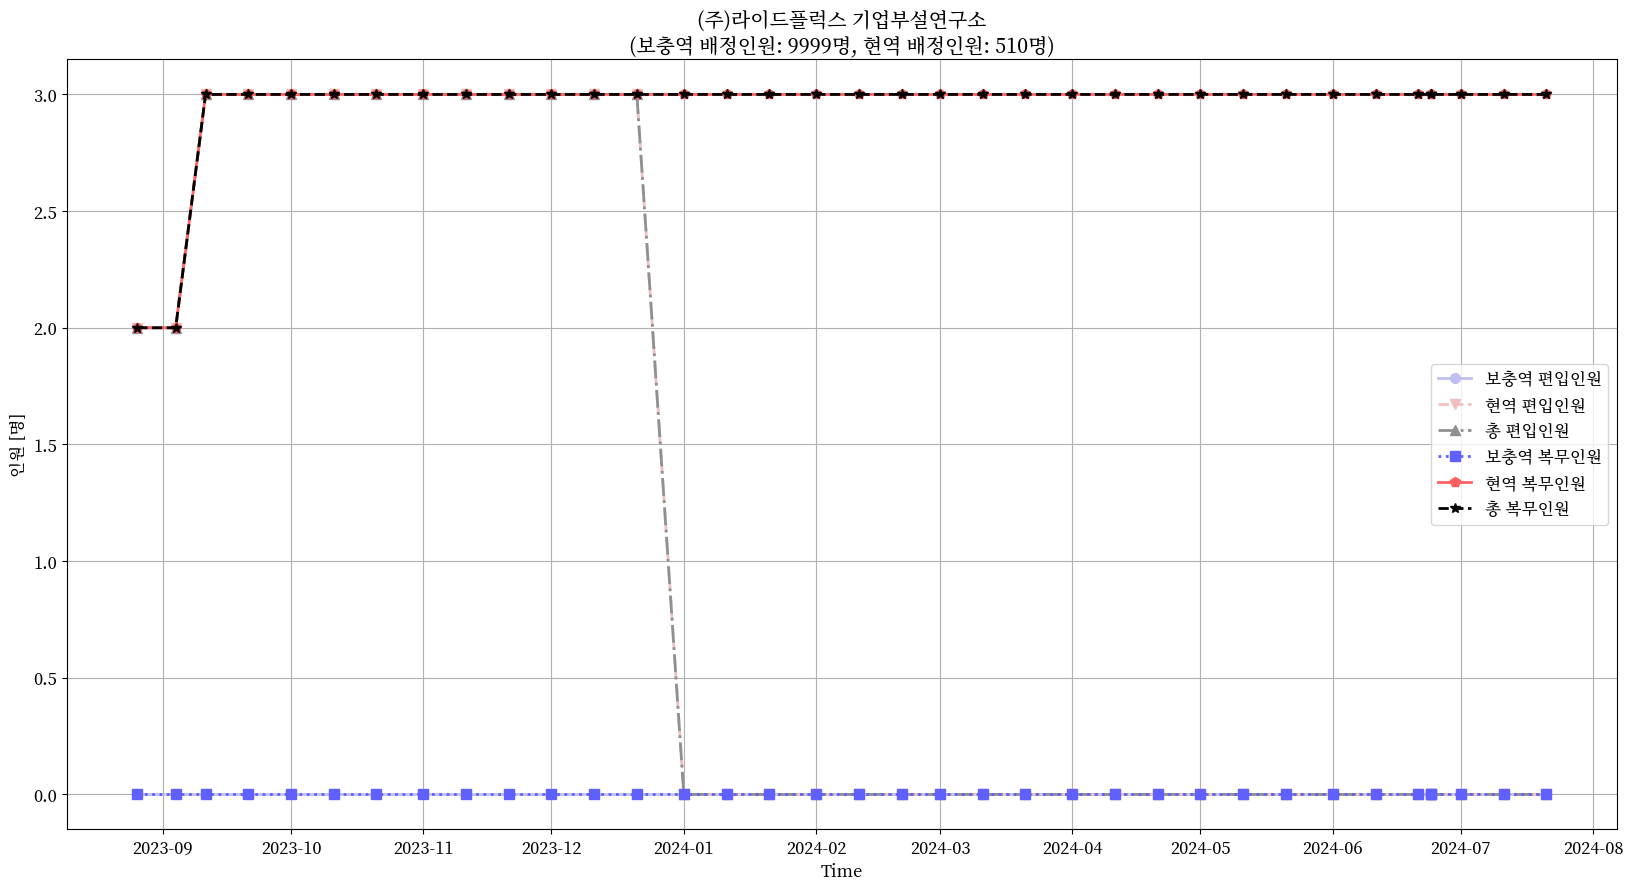 (주)라이드플럭스 기업부설연구소
(보충역 배정인원: 9999명, 현역 배정인원: 510명)
3.0
2.5
2.0
1.5
1.0
0.5
0.0
인원 [명]
보충역 편입인원
현역 편입인원
총 편입인원
보충역 복무인원
현역 복무인원
총 복무인원
2023-09 2023-10 2023-11 2023-12 2024-01 2024-02 2024-03 2024-04 2024-05 2024-06 2024-07 2024-08
Time